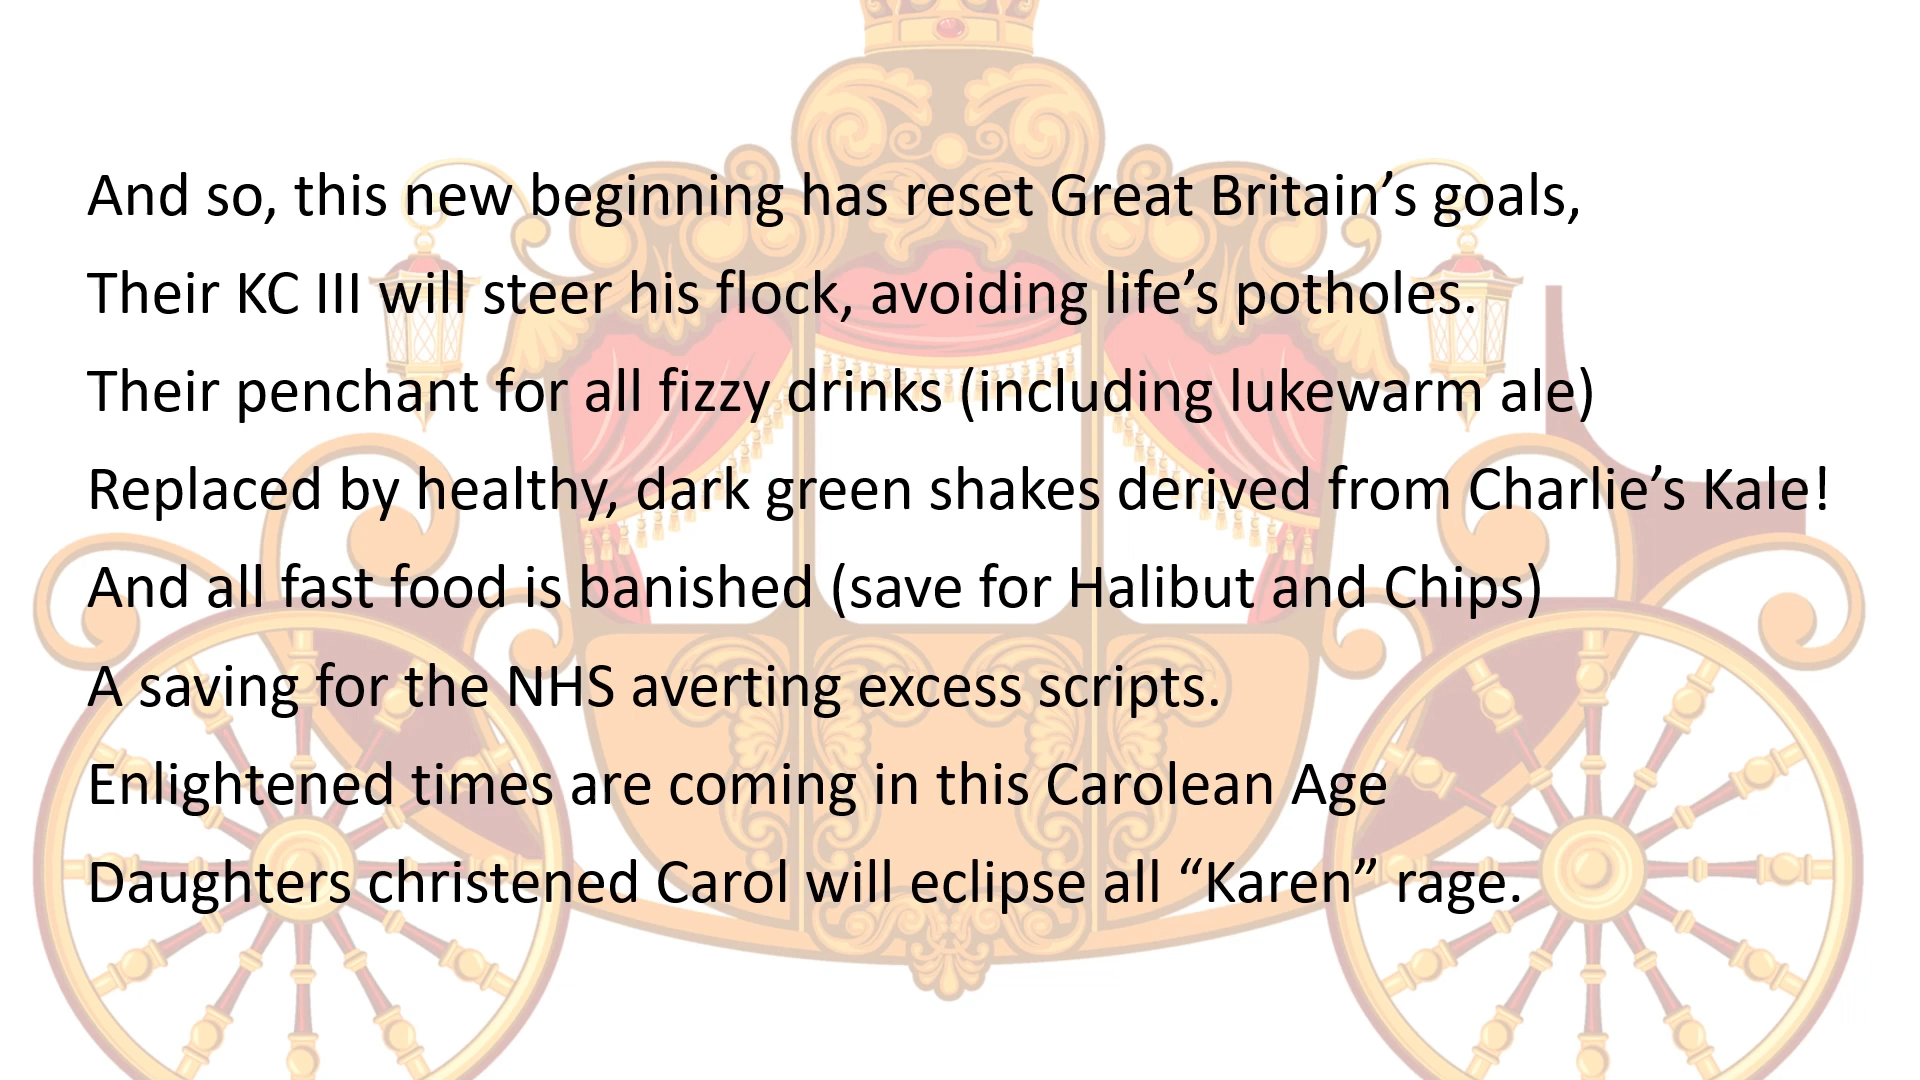 And so, this new beginning has reset Great Britain’s goals,
Their KC III will steer his flock, avoiding life’s potholes.
Their penchant for all fizzy drinks (including lukewarm ale)
Replaced by healthy, dark green shakes derived from Charlie’s Kale!
And all fast food is banished (save for Halibut and Chips)
A saving for the NHS averting excess scripts.
Enlightened times are coming in this Carolean Age
Daughters christened Carol will eclipse all “Karen” rage.